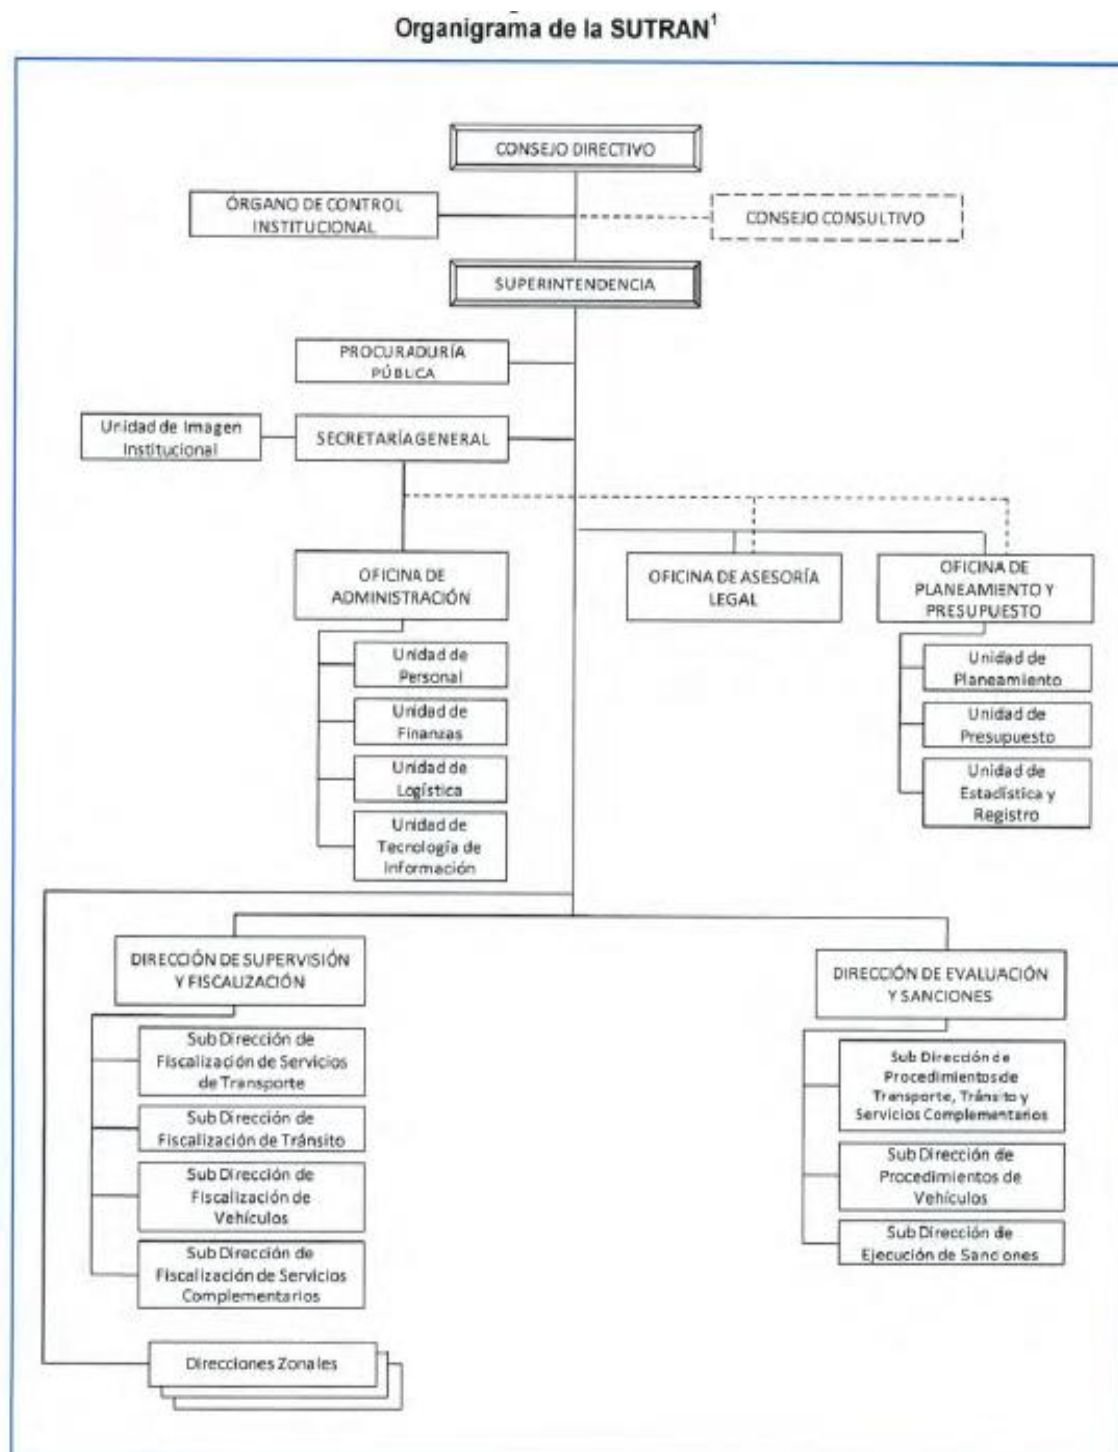 Organigrama de la SUTRAN¹
CONSEJO DIRECTIVO
ÓRGANO DE CONTROL
INSTITUCIONAL
CONSEJO CONSULTIVO
SUPERINTENDENCIA
PROCURADURÍA
PÚBLICA
Unidad de Imagen
Institucional
SECRETARÍA GENERAL
OFICINA DE
ADMINISTRACIÓN
OFICINA DE ASESORÍA
LEGAL
OFICINA DE
PLANEAMIENTO Y
PRESUPUESTO
Unidad de
Personal
Unidad de
Finanzas
Unidad de
Logística
Unidad de
Tecnología de
Información
Unidad de
Planeamiento
Unidad de
Presupuesto
Unidad de
Estadística y
Registro
DIRECCIÓN DE SUPERVISIÓN
Y FISCALIZACIÓN
Sub Dirección de
Fiscalización de Servicios
de Transporte
Sub Dirección de
Fiscalización de Tránsito
Sub Dirección de
Fiscalización de
Vehículos
Sub Dirección de
Fiscalización de Servicios
Complementarios
DIRECCIÓN DE EVALUACIÓN
Y SANCIONES
Sub Dirección de
Procedimientos de
Transporte, Tránsito y
Servicios Complementarios
Sub Dirección de
Procedimientos de
Vehículos
Sub Dirección de
Ejecución de Sanciones
Direcciones Zonales